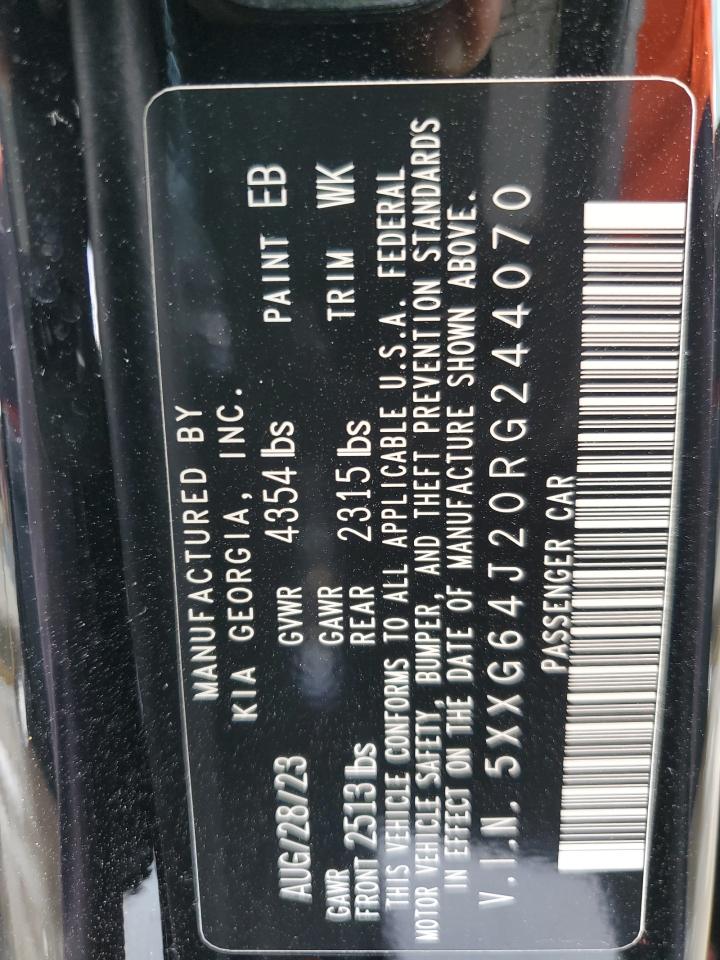 MANUFACTURED BY
KIA GEORGIA, INC.
AUG/28/23 GVWR 4354 lbs PAINT EB
GAWR GAWR
FRONT 2513 lbs REAR 2315 lbs TRIM WK
THIS VEHICLE CONFORMS TO ALL APPLICABLE U.S.A. FEDERAL
MOTOR VEHICLE SAFETY, BUMPER, AND THEFT PREVENTION STANDARDS
IN EFFECT ON THE DATE OF MANUFACTURE SHOWN ABOVE.
V.I.N. 5XXG64J20RG244070
PASSENGER CAR